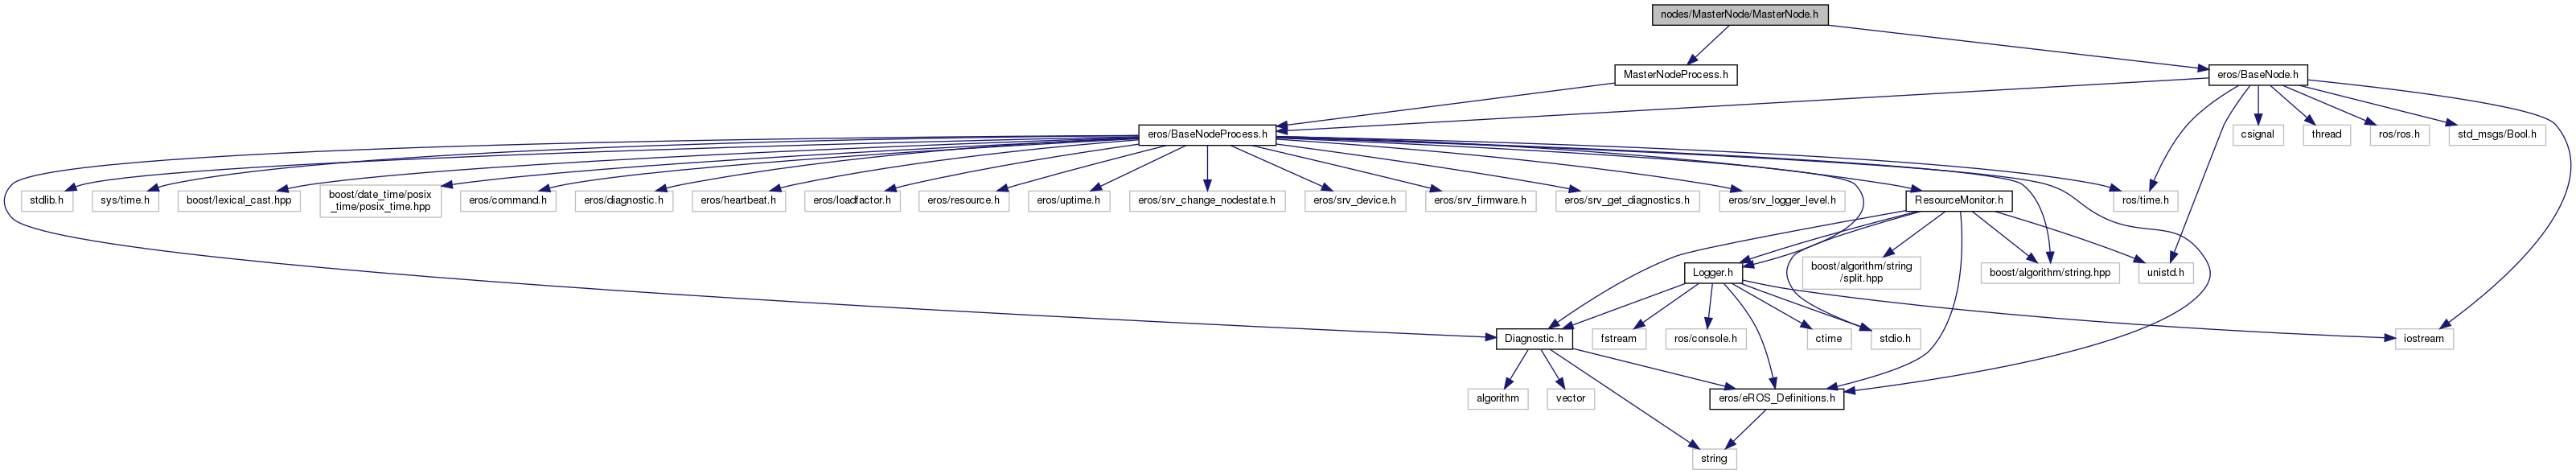 nodes/MasterNode/MasterNode.h
MasterNodeProcess.h
eros/BaseNode.h
eros/BaseNodeProcess.h
csignal
thread
ros/ros.h
std_msgs/Bool.h
stdlib.h
sys/time.h
boost/lexical_cast.hpp
boost/date_time/posix
_time/posix_time.hpp
eros/command.h
eros/diagnostic.h
eros/heartbeat.h
eros/loadfactor.h
eros/resource.h
eros/uptime.h
eros/srv_change_nodestate.h
eros/srv_device.h
eros/srv_firmware.h
eros/srv_get_diagnostics.h
eros/srv_logger_level.h
ResourceMonitor.h
ros/time.h
Logger.h
boost/algorithm/string
/split.hpp
boost/algorithm/string.hpp
unistd.h
Diagnostic.h
fstream
ros/console.h
ctime
stdio.h
iostream
algorithm
vector
eros/eROS_Definitions.h
string